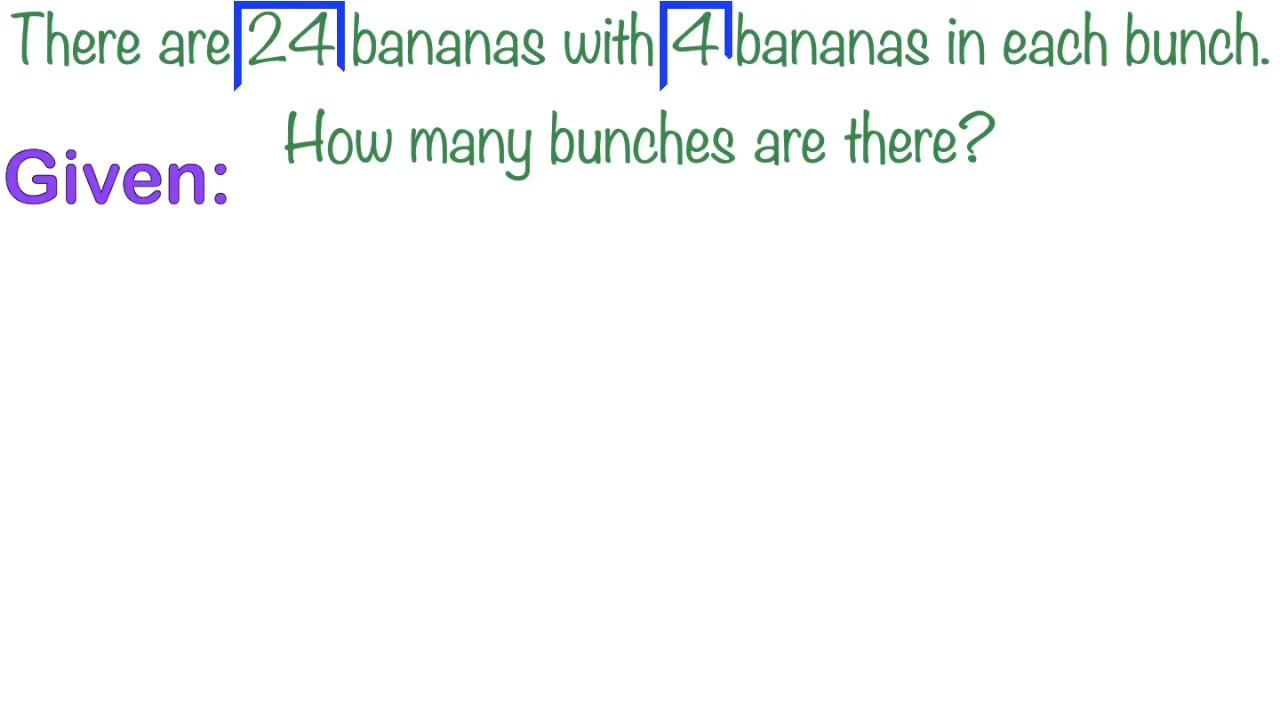 There are 24 bananas with 4 bananas in each bunch.
How many bunches are there?
Given: